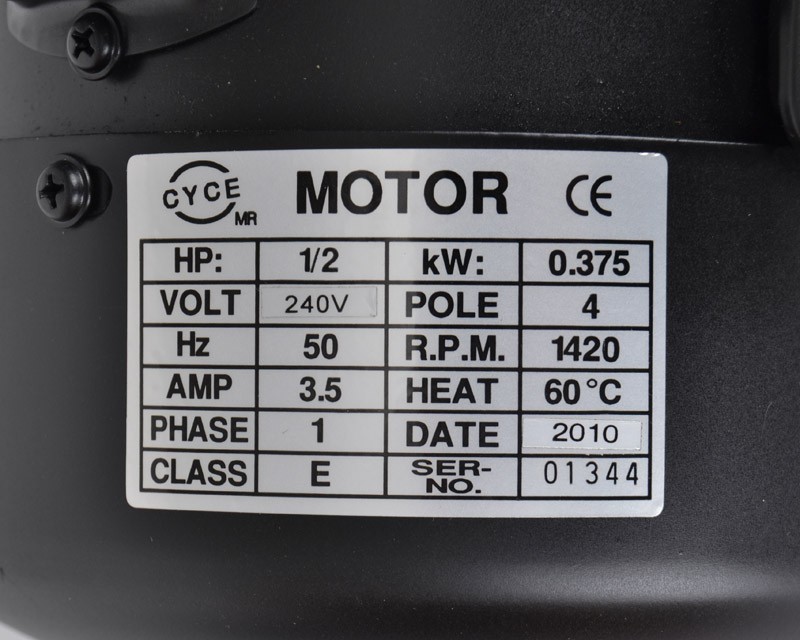 CYCE MR MOTOR CE
HP: 1/2 kW: 0.375
VOLT 240V POLE 4
Hz 50 R.P.M. 1420
AMP 3.5 HEAT 60°C
PHASE 1 DATE 2010
CLASS E SER-NO. 01344